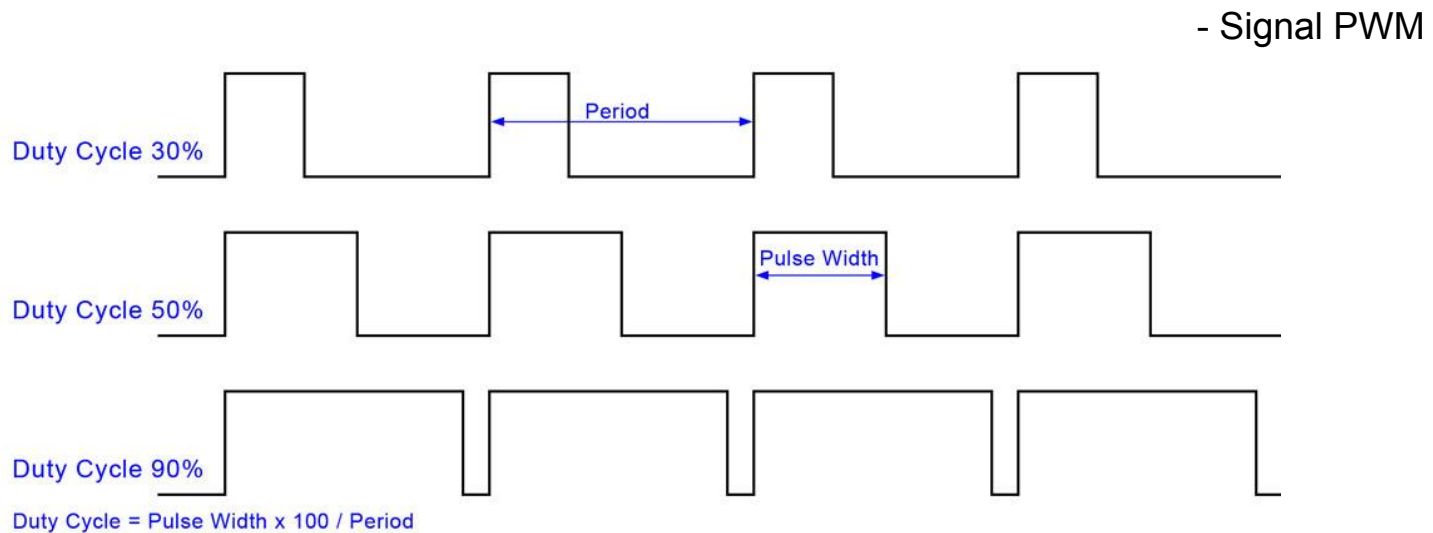 - Signal PWM
Period
Duty Cycle 30%
Pulse Width
Duty Cycle 50%
Duty Cycle 90%
Duty Cycle = Pulse Width x 100 / Period